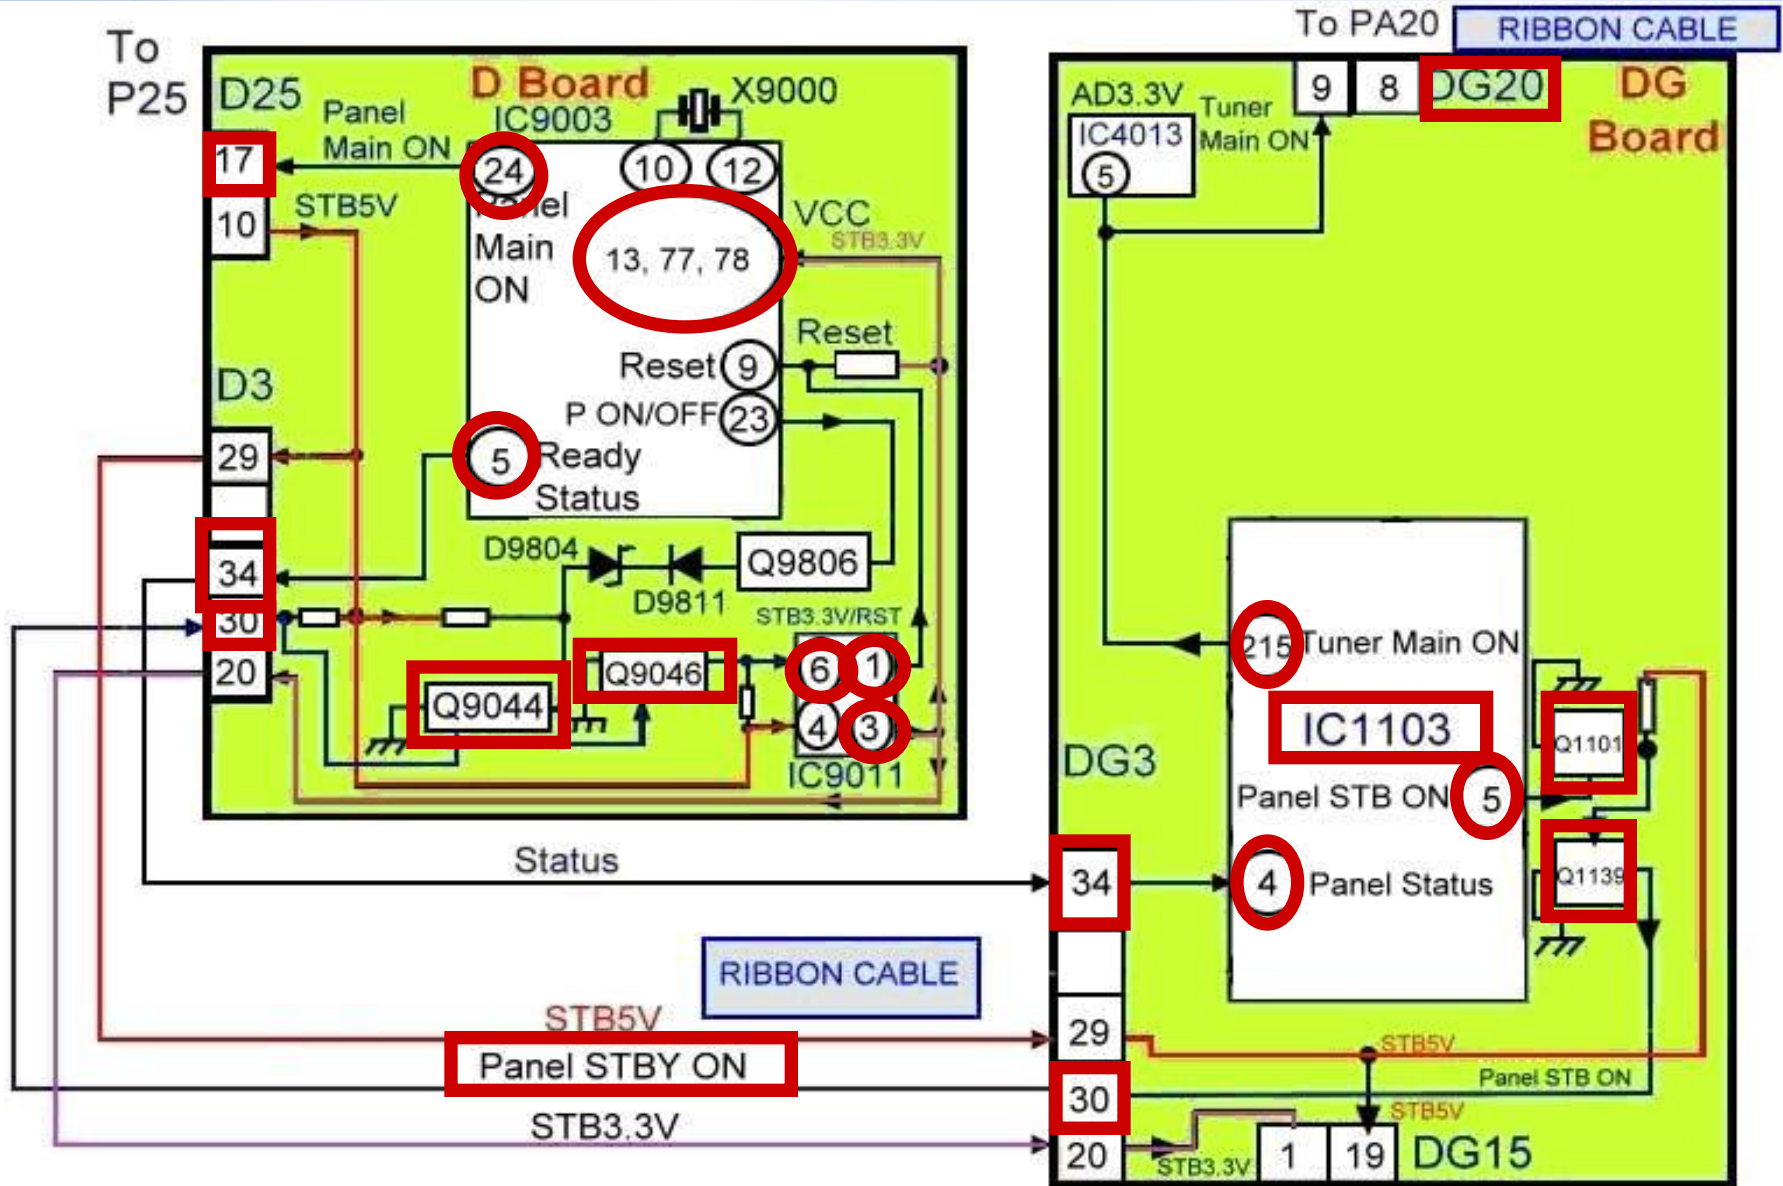 To PA20
RIBBON CABLE
To
P25
D25
D Board
X9000
IC9003
Panel
Main ON
17
10
STB5V
24
Panel
Main
ON
10
12
13, 77, 78
VCC
STB3.3V
Reset
Reset
9
P ON/OFF
23
5
Ready
Status
D3
29
34
30
20
D9804
D9811
Q9806
STB3.3V/RST
Q9046
Q9044
6
1
4
3
IC9011
AD3.3V
IC4013
5
Tuner
Main ON
9
8
DG20
DG
Board
215
Tuner Main ON
IC1103
Panel STB ON
5
4
Panel Status
Q1101
Q1139
DG3
34
29
30
20
Status
RIBBON CABLE
STB5V
Panel STBY ON
STB3.3V
STB5V
Panel STB ON
STB5V
STB3.3V
1
19
DG15